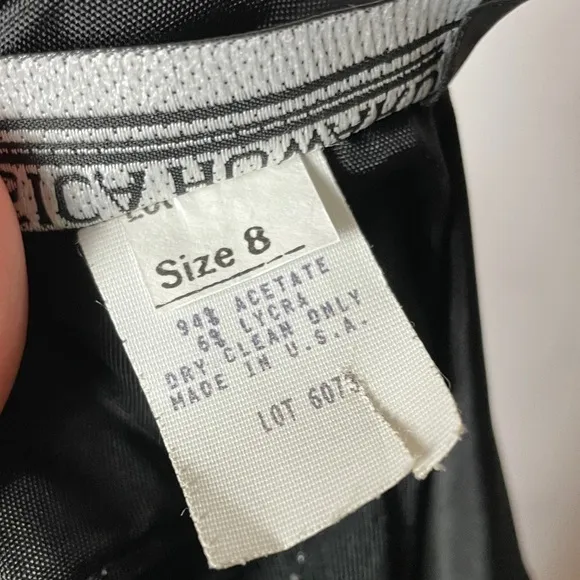 Size 8
94% ACETATE
6% LYCRA
DRY CLEAN ONLY
MADE IN U.S.A.
LOT 6073